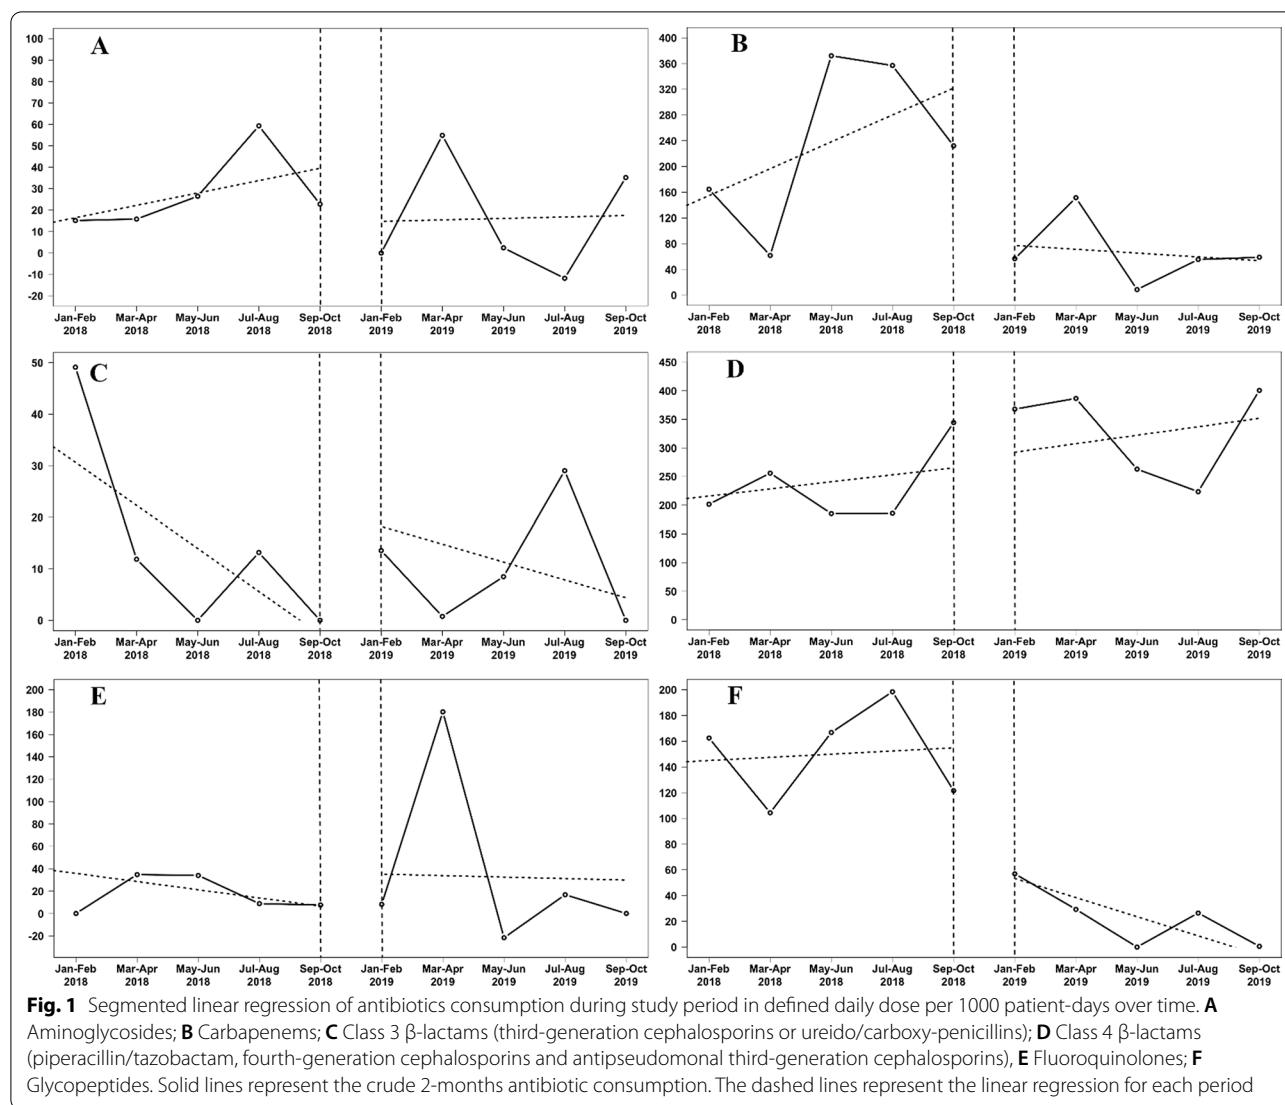 A
100
90
80
70
60
50
40
30
20
10
0
-10
-20
Jan-Feb Mar-Apr May-Jun Jul-Aug Sep-Oct Jan-Feb Mar-Apr May-Jun Jul-Aug Sep-Oct
2018 2018 2018 2018 2018 2019 2019 2019 2019 2019
B
400
360
320
280
240
200
160
120
80
40
0
Jan-Feb Mar-Apr May-Jun Jul-Aug Sep-Oct Jan-Feb Mar-Apr May-Jun Jul-Aug Sep-Oct
2018 2018 2018 2018 2018 2019 2019 2019 2019 2019
C
50
40
30
20
10
0
Jan-Feb Mar-Apr May-Jun Jul-Aug Sep-Oct Jan-Feb Mar-Apr May-Jun Jul-Aug Sep-Oct
2018 2018 2018 2018 2018 2019 2019 2019 2019 2019
D
450
400
350
300
250
200
150
100
50
0
Jan-Feb Mar-Apr May-Jun Jul-Aug Sep-Oct Jan-Feb Mar-Apr May-Jun Jul-Aug Sep-Oct
2018 2018 2018 2018 2018 2019 2019 2019 2019 2019
E
200
180
160
140
120
100
80
60
40
20
0
-20
Jan-Feb Mar-Apr May-Jun Jul-Aug Sep-Oct Jan-Feb Mar-Apr May-Jun Jul-Aug Sep-Oct
2018 2018 2018 2018 2018 2019 2019 2019 2019 2019
F
200
180
160
140
120
100
80
60
40
20
0
Jan-Feb Mar-Apr May-Jun Jul-Aug Sep-Oct Jan-Feb Mar-Apr May-Jun Jul-Aug Sep-Oct
2018 2018 2018 2018 2018 2019 2019 2019 2019 2019
Fig. 1 Segmented linear regression of antibiotics consumption during study period in defined daily dose per 1000 patient-days over time. A
Aminoglycosides; B Carbapenems; C Class 3 β-lactams (third-generation cephalosporins or ureido/carboxy-penicillins); D Class 4 β-lactams
(piperacillin/tazobactam, fourth-generation cephalosporins and antipseudomonal third-generation cephalosporins), E Fluoroquinolones; F
Glycopeptides. Solid lines represent the crude 2-months antibiotic consumption. The dashed lines represent the linear regression for each period